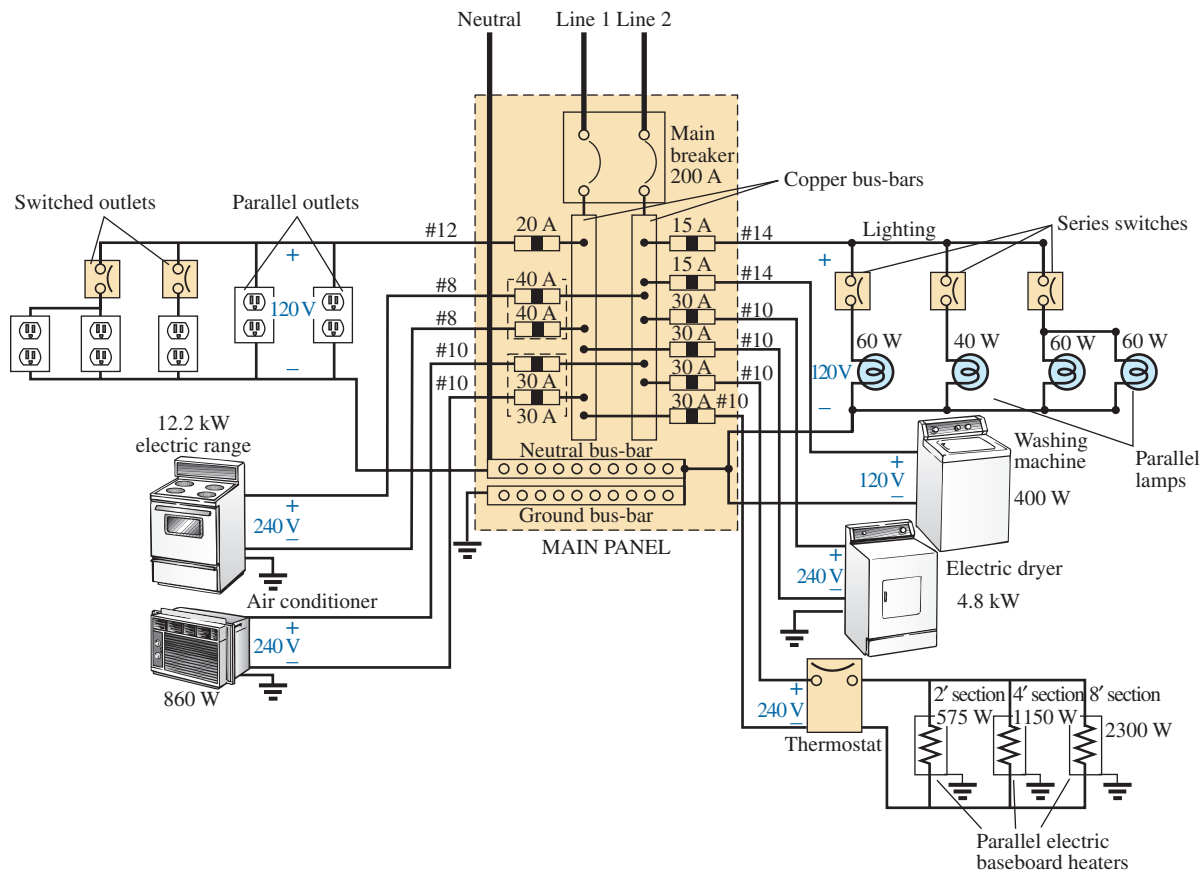 Neutral
Line 1 Line 2
Main
breaker
200 A
Copper bus-bars
Switched outlets
Parallel outlets
#12
20 A
15 A
#14
Lighting
Series switches
+
120 V
–
#8
40 A
#8
40 A
#10
#10
30 A
30 A
15 A
#14
30 A
#10
30 A
#10
30 A
#10
30 A
#10
+
120 V
–
60 W
40 W
60 W
60 W
Parallel
lamps
12.2 kW
electric range
+
240 V
–
Neutral bus-bar
Ground bus-bar
MAIN PANEL
Washing
machine
400 W
+
120 V
–
Air conditioner
+
240 V
–
860 W
+
240 V
–
Electric dryer
4.8 kW
+
240 V
–
Thermostat
2′ section
575 W
4′ section
1150 W
8′ section
2300 W
Parallel electric
baseboard heaters